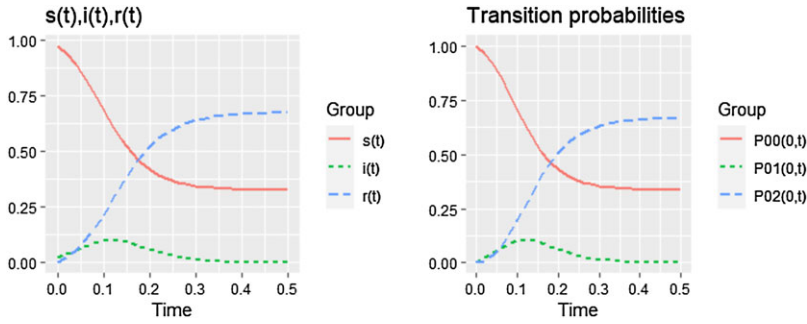 s(t),i(t),r(t)
1.00
0.75
0.50
0.25
0.00
0.0 0.1 0.2 0.3 0.4 0.5
Time
Group
s(t)
i(t)
r(t)
Transition probabilities
1.00
0.75
0.50
0.25
0.00
0.0 0.1 0.2 0.3 0.4 0.5
Time
Group
P00(0,t)
P01(0,t)
P02(0,t)